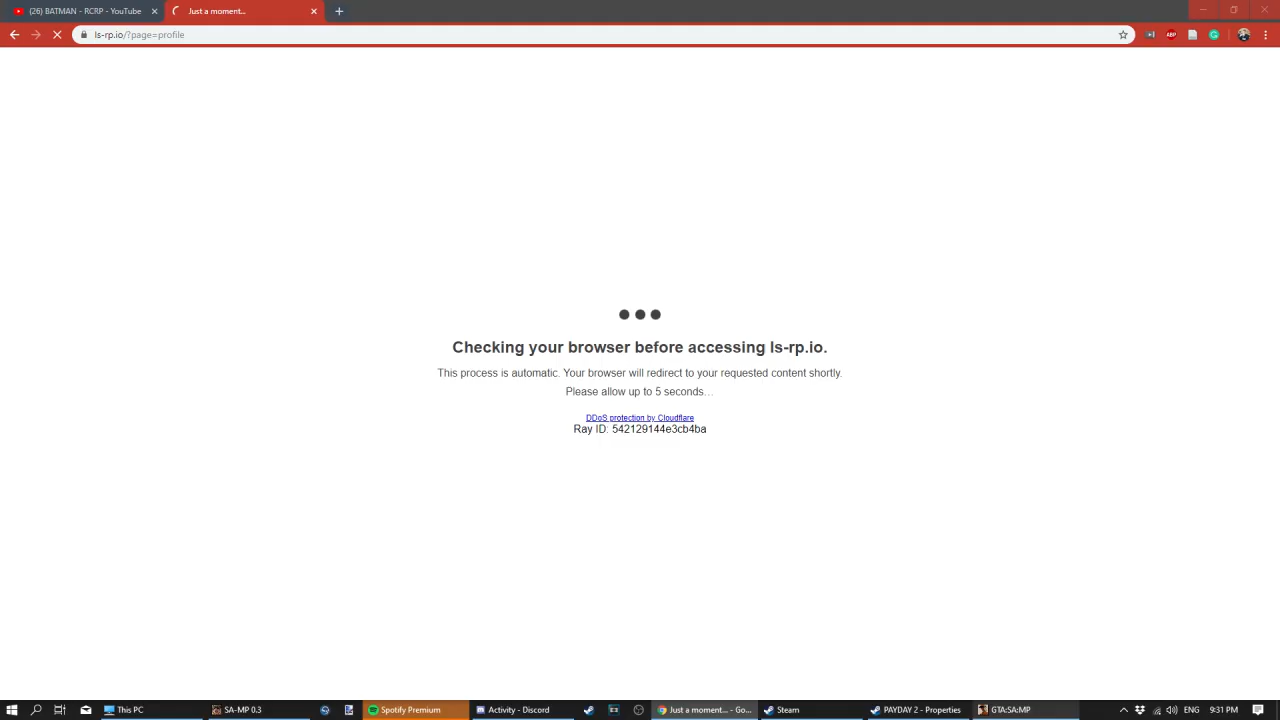 (26) BATMAN - RCRP - YouTube
Just a moment...
ls-rp.io/?page=profile
ABP
Checking your browser before accessing ls-rp.io.
This process is automatic. Your browser will redirect to your requested content shortly.
Please allow up to 5 seconds…
DDoS protection by Cloudflare
Ray ID: 542129144e3cb4ba
This PC
SA-MP 0.3
Spotify Premium
Activity - Discord
Just a moment... - Go...
Steam
PAYDAY 2 - Properties
GTA:SA:MP
ENG
9:31 PM